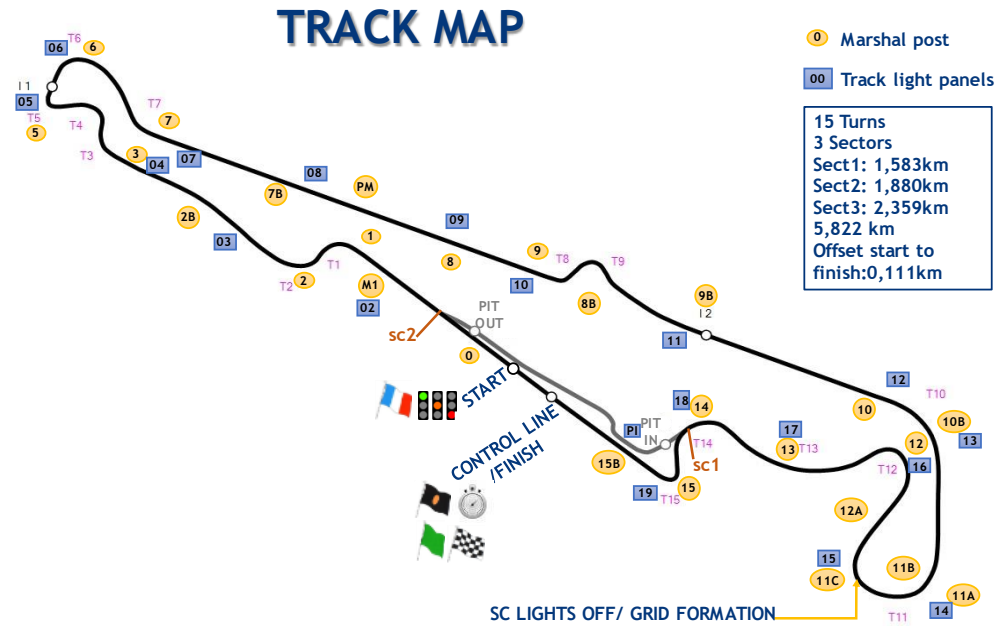 TRACK MAP
0 Marshal post
00 Track light panels
15 Turns
3 Sectors
Sect1: 1,583km
Sect2: 1,880km
Sect3: 2,359km
5,822 km
Offset start to
finish:0,111km
06
T6
6
I 1
05
T5
5
T4
T3
T7
7
3
04
07
08
7B
PM
2B
03
09
1
8
T1
T2
2
M1
02
9
T8
T9
10
8B
9B
I 2
11
PIT
OUT
SC2
0
START
CONTROL LINE
/FINISH
12
T10
10
10B
13
18
14
PIT
IN
PI
T14
SC1
17
13
T13
12
T12
16
15B
19
T15
15
12A
15
11C
11B
11A
14
T11
SC LIGHTS OFF/ GRID FORMATION